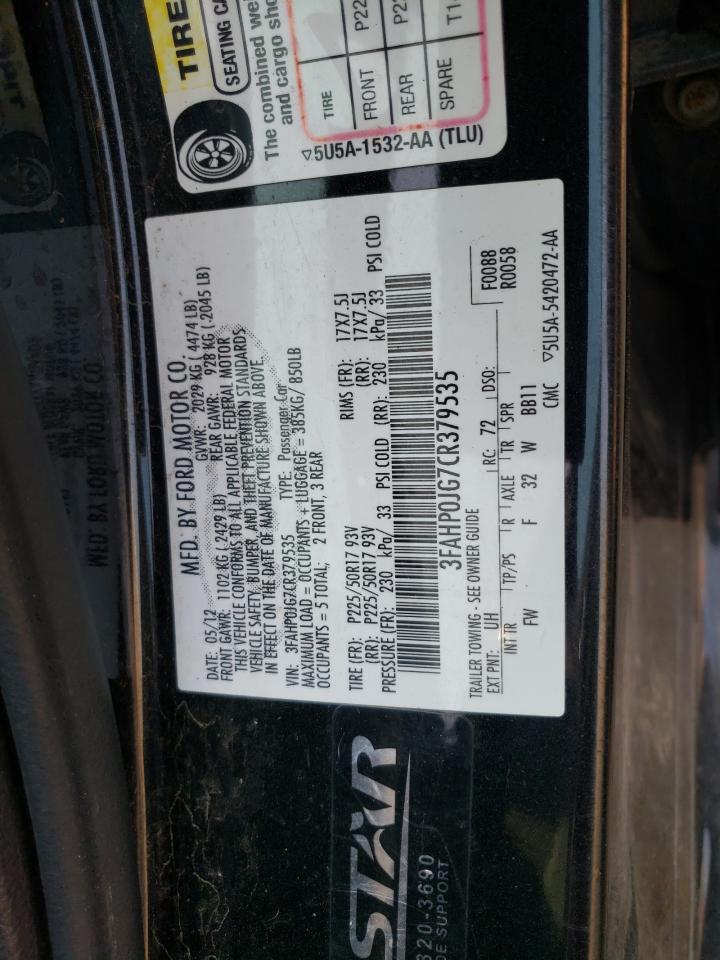 TIRE
SEATING CA
The combined we
and cargo sho
TIRE
FRONT P22
REAR P2
SPARE T1
▽5U5A-1532-AA (TLU)
MFD. BY FORD MOTOR CO.
DATE: 05/12 GVWR: 2029 KG ( 4474 LB)
FRONT GAWR: 1102 KG ( 2429 LB) REAR GAWR: 928 KG ( 2045 LB)
THIS VEHICLE CONFORMS TO ALL APPLICABLE FEDERAL MOTOR
VEHICLE SAFETY, BUMPER, AND THEFT PREVENTION STANDARDS
IN EFFECT ON THE DATE OF MANUFACTURE SHOWN ABOVE.
VIN: 3FAHP0JG7CR379535 TYPE: Passenger Car
MAXIMUM LOAD = OCCUPANTS + LUGGAGE = 385KG/ 850LB
OCCUPANTS = 5 TOTAL; 2 FRONT, 3 REAR
TIRE (FR): P225/50R17 93V RIMS (FR): 17X7.5J
(RR): P225/50R17 93V (RR): 17X7.5J
PRESSURE (FR): 230 kPa/ 33 PSI COLD (RR): 230 kPa/ 33 PSI COLD
3FAHP0JG7CR379535
F0088
R0058
TRAILER TOWING - SEE OWNER GUIDE
EXT PNT: UH RC: 72 DSO:
INT TR TP/PS R AXLE TR SPR
FW F 32 W BB11
CMC ▽5U5A-5420472-AA
STAR
320-3690
DE SUPPORT